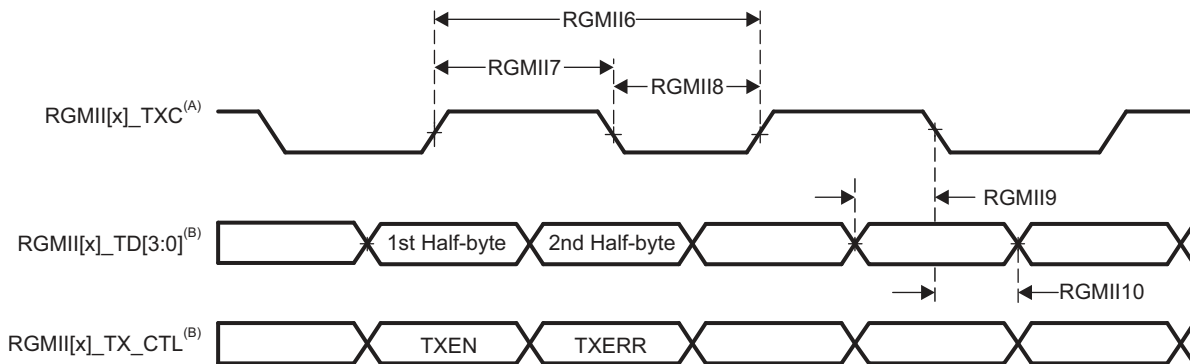 RGMII6
RGMII7
RGMII8
RGMII[x]_TXC(A)
RGMII9
RGMII[x]_TD[3:0](B)
1st Half-byte
2nd Half-byte
RGMII10
RGMII[x]_TX_CTL(B)
TXEN
TXERR